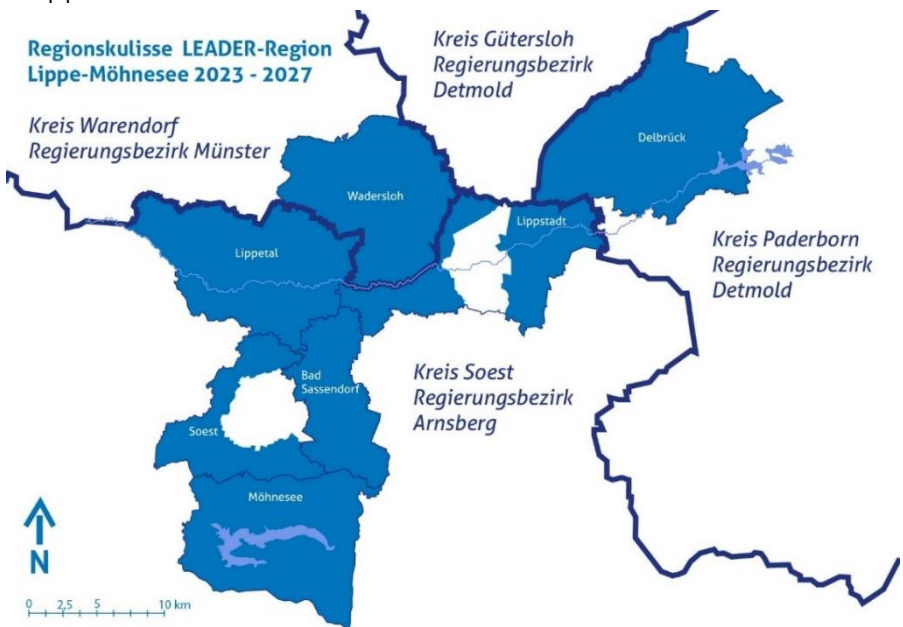 Regionskulisse LEADER-Region
Lippe-Möhnesee 2023 - 2027
Kreis Gütersloh
Regierungsbezirk
Detmold
Kreis Warendorf
Regierungsbezirk Münster
Delbrück
Wadersloh
Lippstadt
Lippetal
Kreis Paderborn
Regierungsbezirk
Detmold
Kreis Soest
Regierungsbezirk
Arnsberg
Bad
Sassendorf
Soest
Möhnesee
N
0 2,5 5 10 km